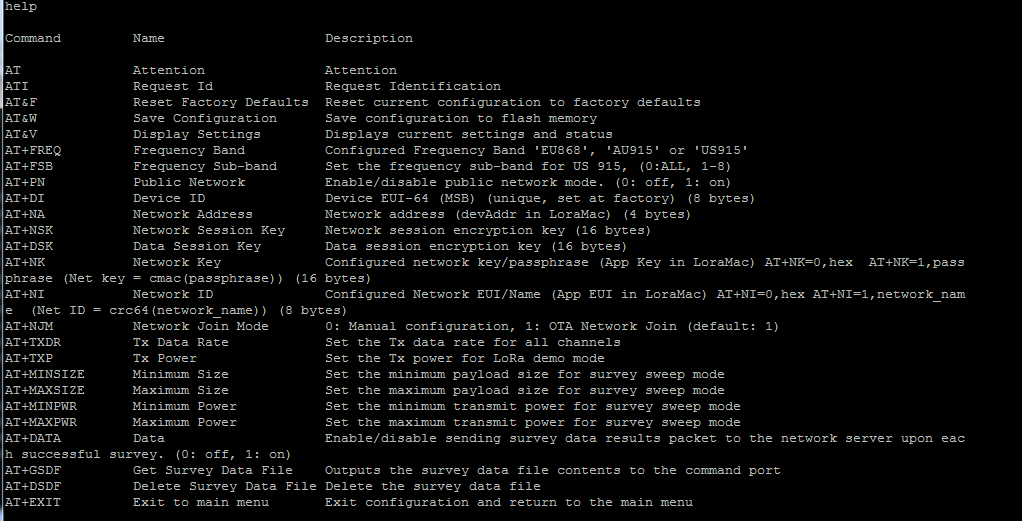 help
Command Name Description
AT Attention Attention
ATI Request Id Request Identification
AT&F Reset Factory Defaults Reset current configuration to factory defaults
AT&W Save Configuration Save configuration to flash memory
AT&V Display Settings Displays current settings and status
AT+FREQ Frequency Band Configured Frequency Band 'EU868', 'AU915' or 'US915'
AT+FSB Frequency Sub-band Set the frequency sub-band for US 915, (0:ALL, 1-8)
AT+PN Public Network Enable/disable public network mode. (0: off, 1: on)
AT+DI Device ID Device EUI-64 (MSB) (unique, set at factory) (8 bytes)
AT+NA Network Address Network address (devAddr in LoraMac) (4 bytes)
AT+NSK Network Session Key Network session encryption key (16 bytes)
AT+DSK Data Session Key Data session encryption key (16 bytes)
AT+NK Network Key Configured network key/passphrase (App Key in LoraMac) AT+NK=0,hex AT+NK=1,pass
phrase (Net key = cmac(passphrase)) (16 bytes)
AT+NI Network ID Configured Network EUI/Name (App EUI in LoraMac) AT+NI=0,hex AT+NI=1,network_nam
e (Net ID = crc64(network_name)) (8 bytes)
AT+NJM Network Join Mode 0: Manual configuration, 1: OTA Network Join (default: 1)
AT+TXDR Tx Data Rate Set the Tx data rate for all channels
AT+TXP Tx Power Set the Tx power for LoRa demo mode
AT+MINSIZE Minimum Size Set the minimum payload size for survey sweep mode
AT+MAXSIZE Maximum Size Set the maximum payload size for survey sweep mode
AT+MINPWR Minimum Power Set the minimum transmit power for survey sweep mode
AT+MAXPWR Maximum Power Set the maximum transmit power for survey sweep mode
AT+DATA Data Enable/disable sending survey data results packet to the network server upon eac
h successful survey. (0: off, 1: on)
AT+GSDF Get Survey Data File Outputs the survey data file contents to the command port
AT+DSDF Delete Survey Data File Delete the survey data file
AT+EXIT Exit to main menu Exit configuration and return to the main menu